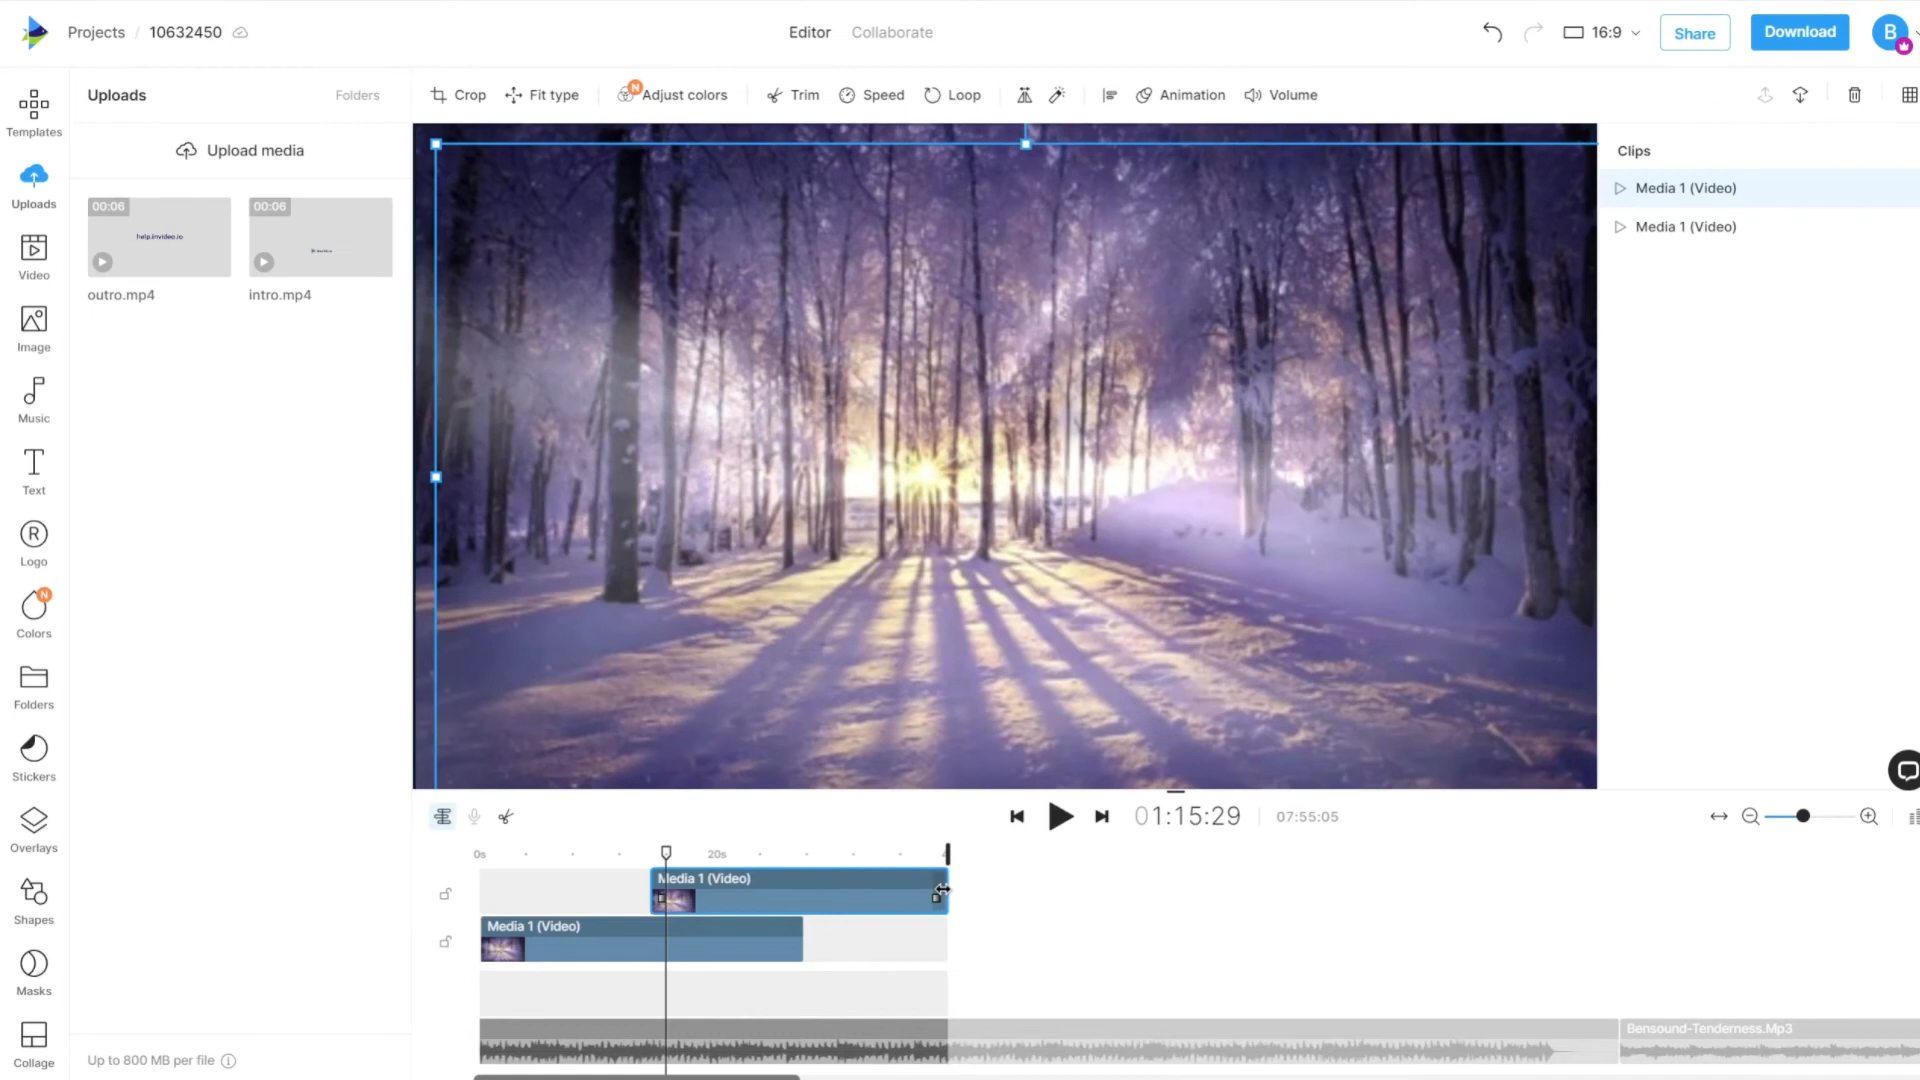 Projects / 10632450
Editor Collaborate
16:9
Share
Download
B
Templates
Uploads
Video
Image
Music
Text
R
Logo
N
Colors
Folders
Stickers
Overlays
Shapes
Masks
Collage
Uploads Folders
Upload media
00:06
help.invideo.io
outro.mp4
00:06
intro.mp4
Up to 800 MB per file
Crop Fit type N Adjust colors Trim Speed Loop Animation Volume
Clips
Media 1 (Video)
Media 1 (Video)
01:15:29 07:55:05
0s 20s
Media 1 (Video)
Media 1 (Video)
Bensound-Tenderness.Mp3